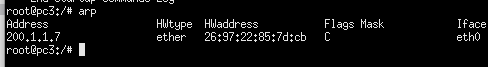 root@pc3:/# arp
Address HWtype HWaddress Flags Mask Iface
200.1.1.7 ether 26:97:22:85:7d:cb C eth0
root@pc3:/#